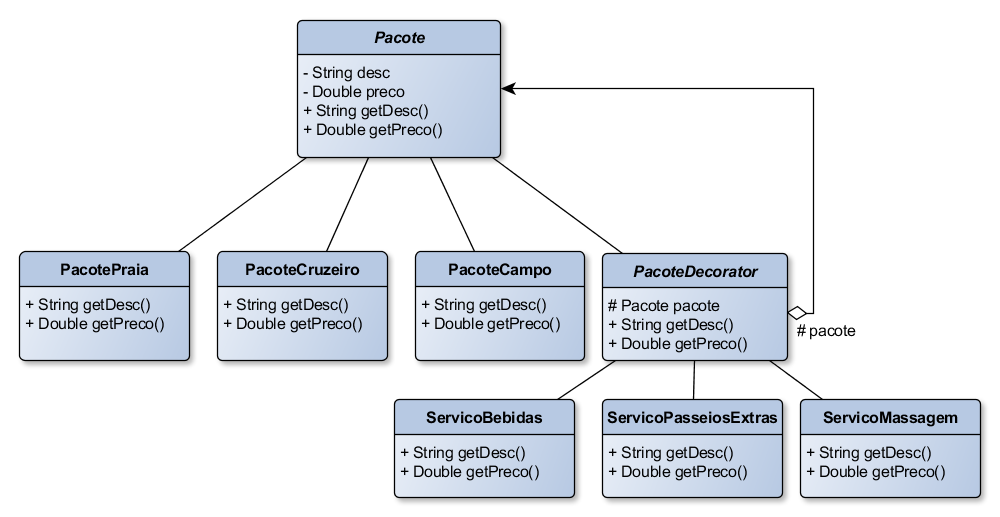 Pacote
- String desc
- Double preco
+ String getDesc()
+ Double getPreco()
PacotePraia
+ String getDesc()
+ Double getPreco()
PacoteCruzeiro
+ String getDesc()
+ Double getPreco()
PacoteCampo
+ String getDesc()
+ Double getPreco()
PacoteDecorator
# Pacote pacote
+ String getDesc()
+ Double getPreco()
# pacote
ServicoBebidas
+ String getDesc()
+ Double getPreco()
ServicoPasseiosExtras
+ String getDesc()
+ Double getPreco()
ServicoMassagem
+ String getDesc()
+ Double getPreco()